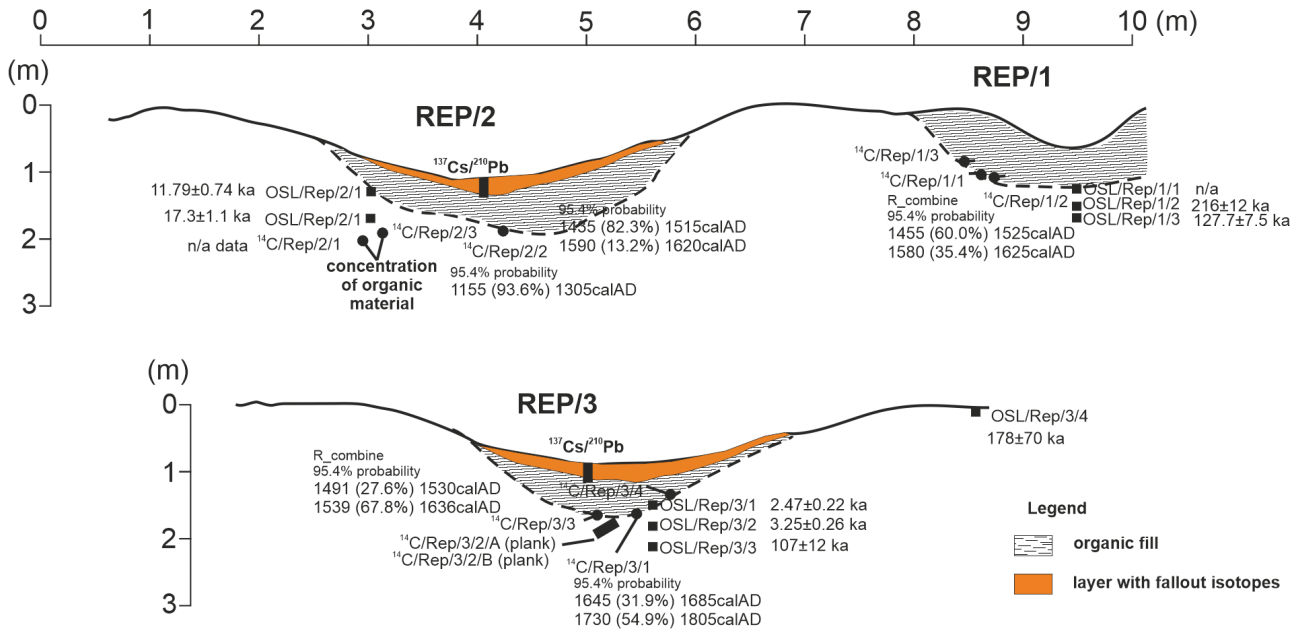 0 1 2 3 4 5 6 7 8 9 10 (m)
(m)
REP/1
0
REP/2
1
2
3
137Cs/210Pb
11.79±0.74 ka
OSL/Rep/2/1
17.3±1.1 ka
OSL/Rep/2/1
n/a data
14C/Rep/2/1
14C/Rep/2/3
14C/Rep/2/2
concentration
of organic
material
95.4% probability
1155 (93.6%) 1305calAD
95.4% probability
1455 (82.3%) 1515calAD
1590 (13.2%) 1620calAD
14C/Rep/1/3
14C/Rep/1/1
14C/Rep/1/2
R_combine
95.4% probability
1455 (60.0%) 1525calAD
1580 (35.4%) 1625calAD
OSL/Rep/1/1 n/a
OSL/Rep/1/2 216±12 ka
OSL/Rep/1/3 127.7±7.5 ka
(m)
0
1
2
3
REP/3
137Cs/210Pb
R_combine
95.4% probability
1491 (27.6%) 1530calAD
1539 (67.8%) 1636calAD
14C/Rep/3/4
14C/Rep/3/3
14C/Rep/3/2/A (plank)
14C/Rep/3/2/B (plank)
14C/Rep/3/1
95.4% probability
1645 (31.9%) 1685calAD
1730 (54.9%) 1805calAD
OSL/Rep/3/1 2.47±0.22 ka
OSL/Rep/3/2 3.25±0.26 ka
OSL/Rep/3/3 107±12 ka
OSL/Rep/3/4
178±70 ka
Legend
organic fill
layer with fallout isotopes